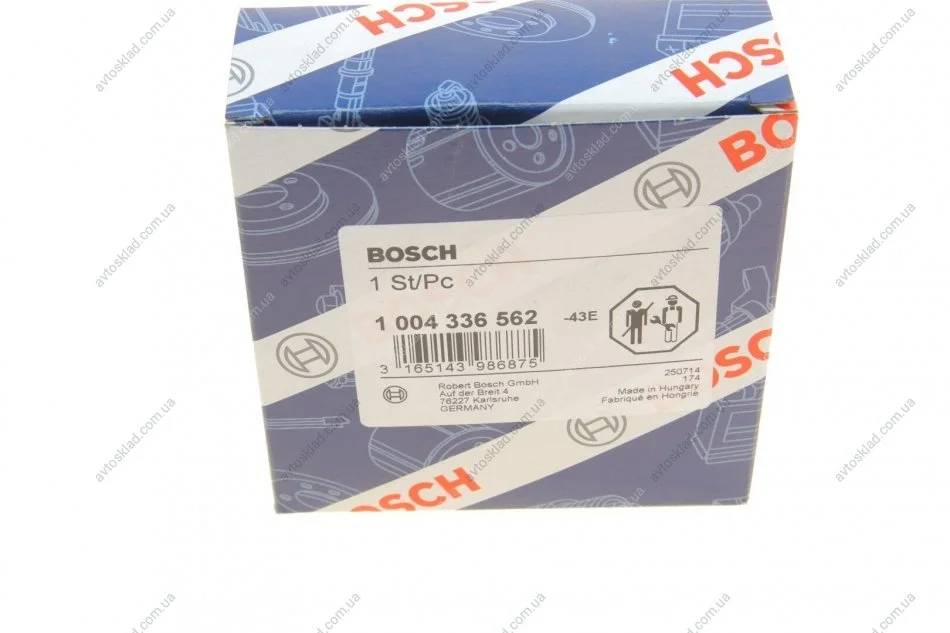 BOSCH
BOSCH
BO
BOSCH
1 St/Pc
1 004 336 562
-43E
3 165143 986875
250714
174
Robert Bosch GmbH
Auf der Breit 4
76227 Karlsruhe
GERMANY
Made in Hungary
Fabriqué en Hongrie
BOSCH
avtosklad.com.ua